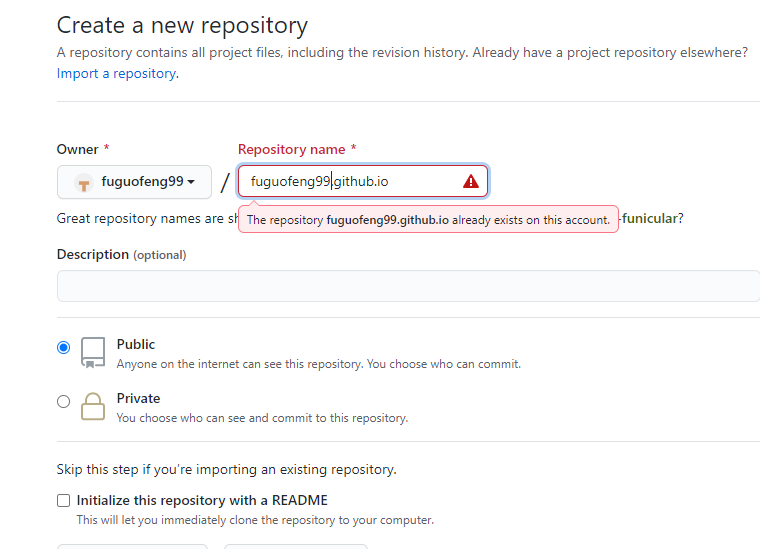 Create a new repository
A repository contains all project files, including the revision history. Already have a project repository elsewhere?
Import a repository.
Owner * Repository name *
fuguofeng99 / fuguofeng99.github.io
Great repository names are sh
The repository fuguofeng99.github.io already exists on this account.
-funicular?
Description (optional)
Public
Anyone on the internet can see this repository. You choose who can commit.
Private
You choose who can see and commit to this repository.
Skip this step if you’re importing an existing repository.
Initialize this repository with a README
This will let you immediately clone the repository to your computer.